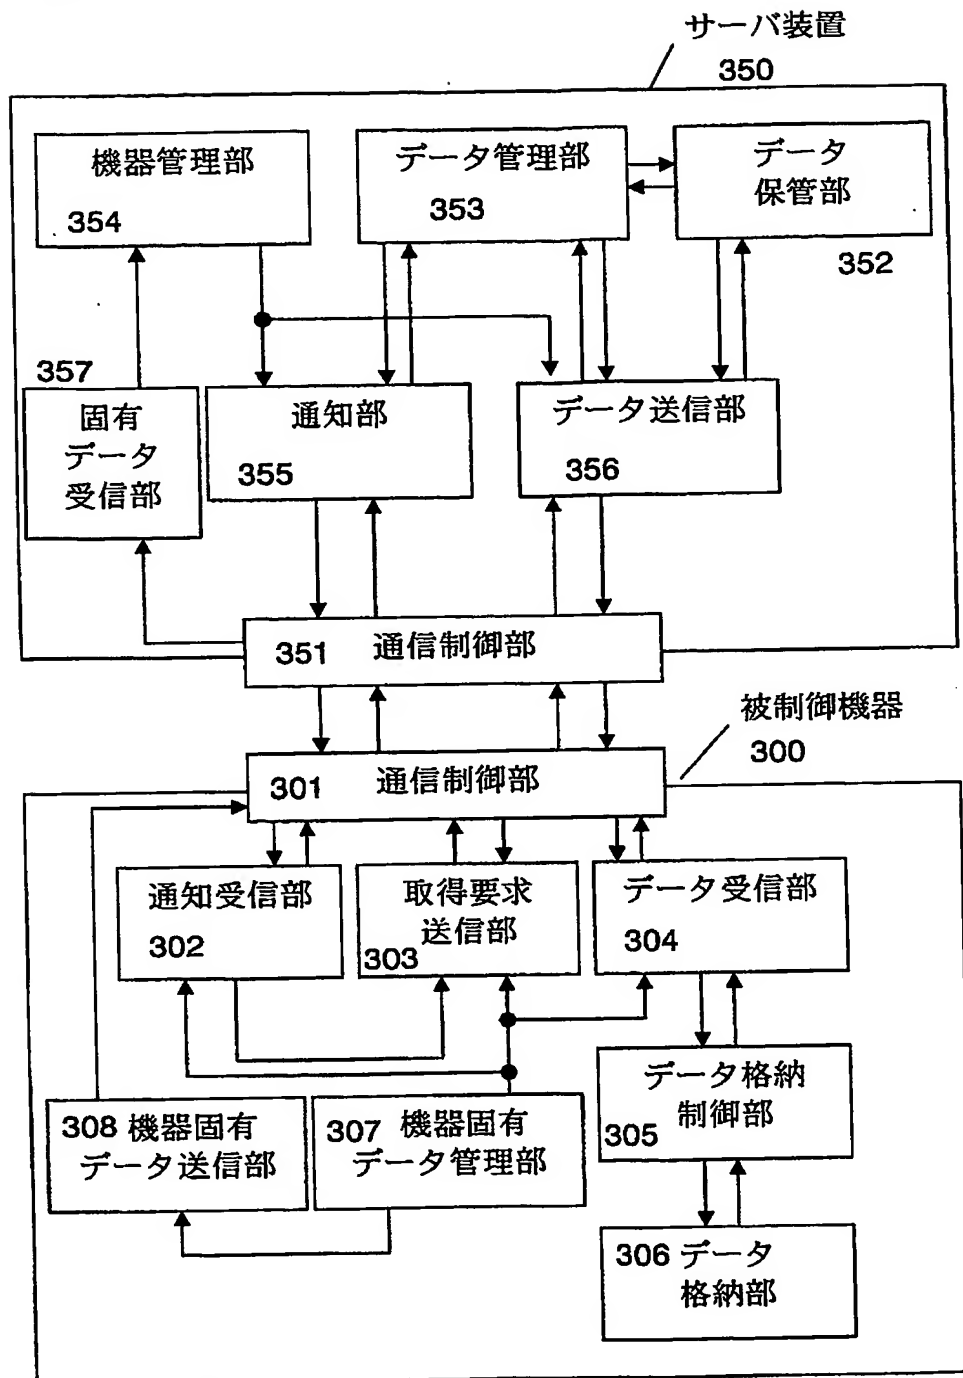 サーバ装置
350
機器管理部
354
データ管理部
353
データ
保管部
352
357
固有
データ
受信部
通知部
355
データ送信部
356
351 通信制御部
被制御機器
300
301 通信制御部
通知受信部
302
取得要求
送信部
303
データ受信部
304
データ格納
制御部
305
308 機器固有
データ送信部
307 機器固有
データ管理部
306 データ
格納部